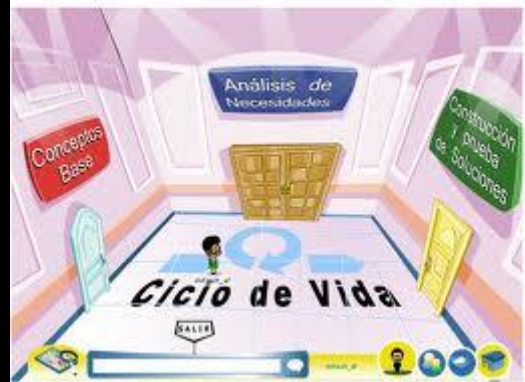 Análisis de
Necesidades
Conceptos
Base
Construcción
y prueba
de Soluciones
Ciclo de Vida
SALIR